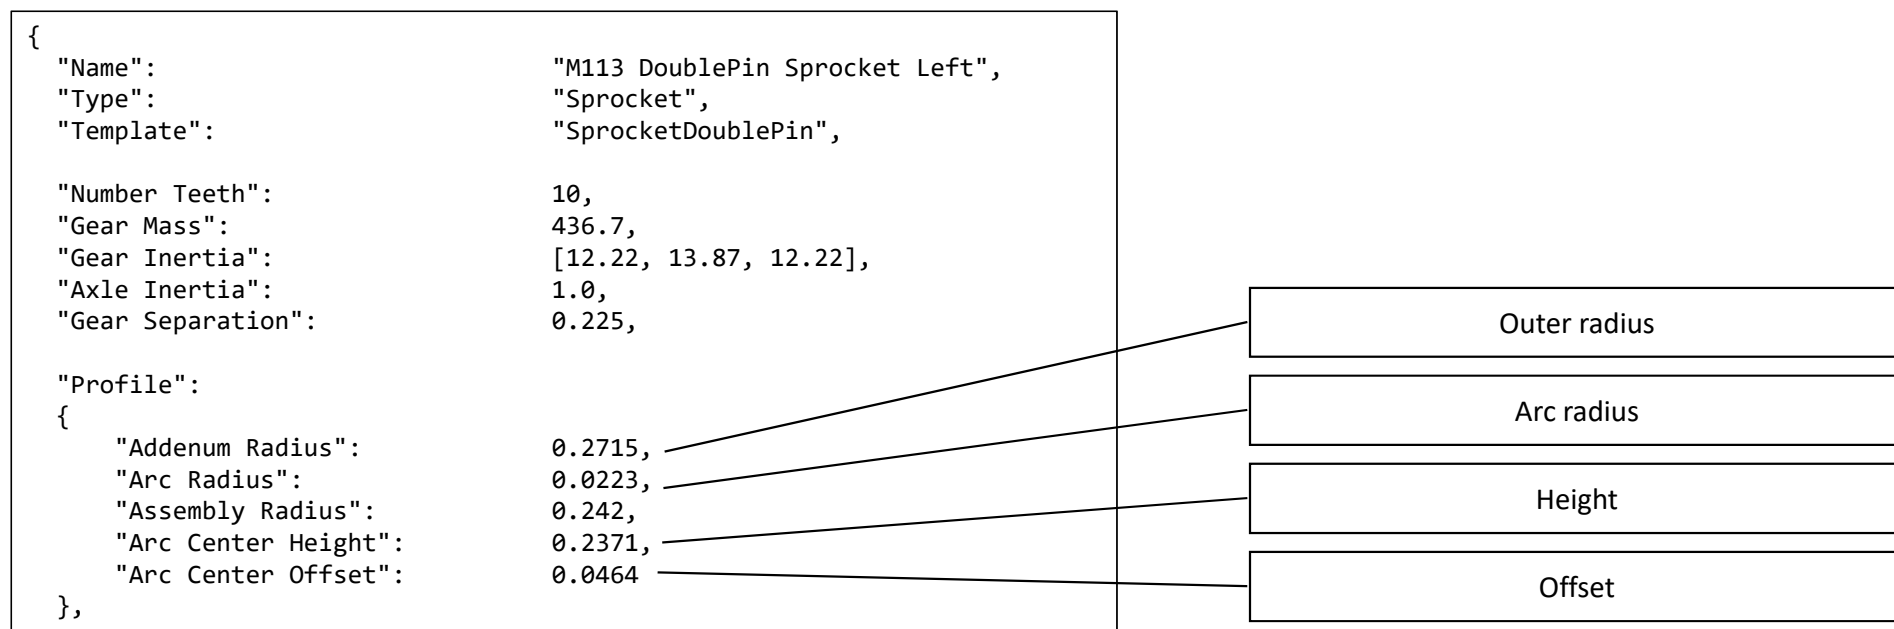 {
"Name": "M113 DoublePin Sprocket Left",
"Type": "Sprocket",
"Template": "SprocketDoublePin",
"Number Teeth": 10,
"Gear Mass": 436.7,
"Gear Inertia": [12.22, 13.87, 12.22],
"Axle Inertia": 1.0,
"Gear Separation": 0.225,
"Profile":
{
"Addenum Radius": 0.2715,
"Arc Radius": 0.0223,
"Assembly Radius": 0.242,
"Arc Center Height": 0.2371,
"Arc Center Offset": 0.0464
},
Outer radius
Arc radius
Height
Offset